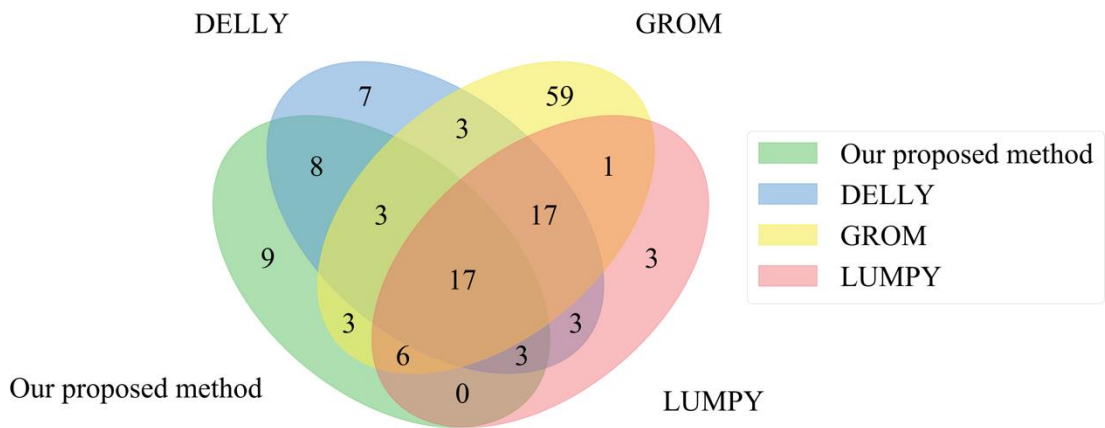 DELLY GROM
7 59
3
8 1
3 17
9 3
17
3 3
6 3
0
Our proposed method LUMPY
Our proposed method
DELLY
GROM
LUMPY